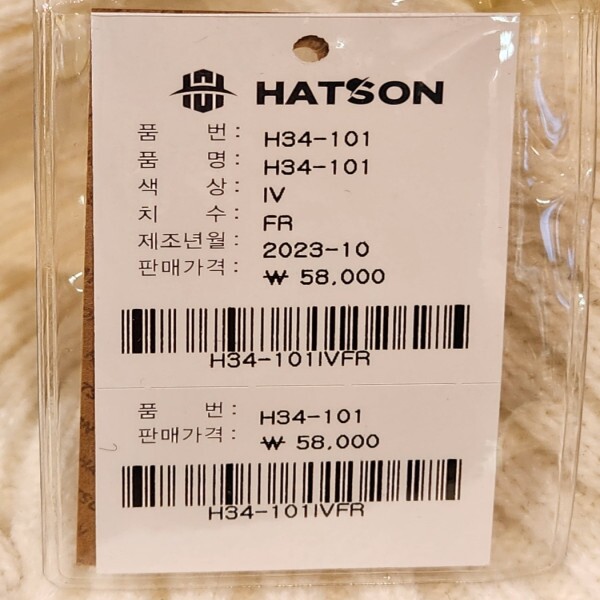 HATSON
품 번 : H34-101
품 명 : H34-101
색 상 : IV
치 수 : FR
제조년월 : 2023-10
판매가격 : ₩ 58,000
H34-101IVFR
품 번 : H34-101
판매가격 : ₩ 58,000
H34-101IVFR